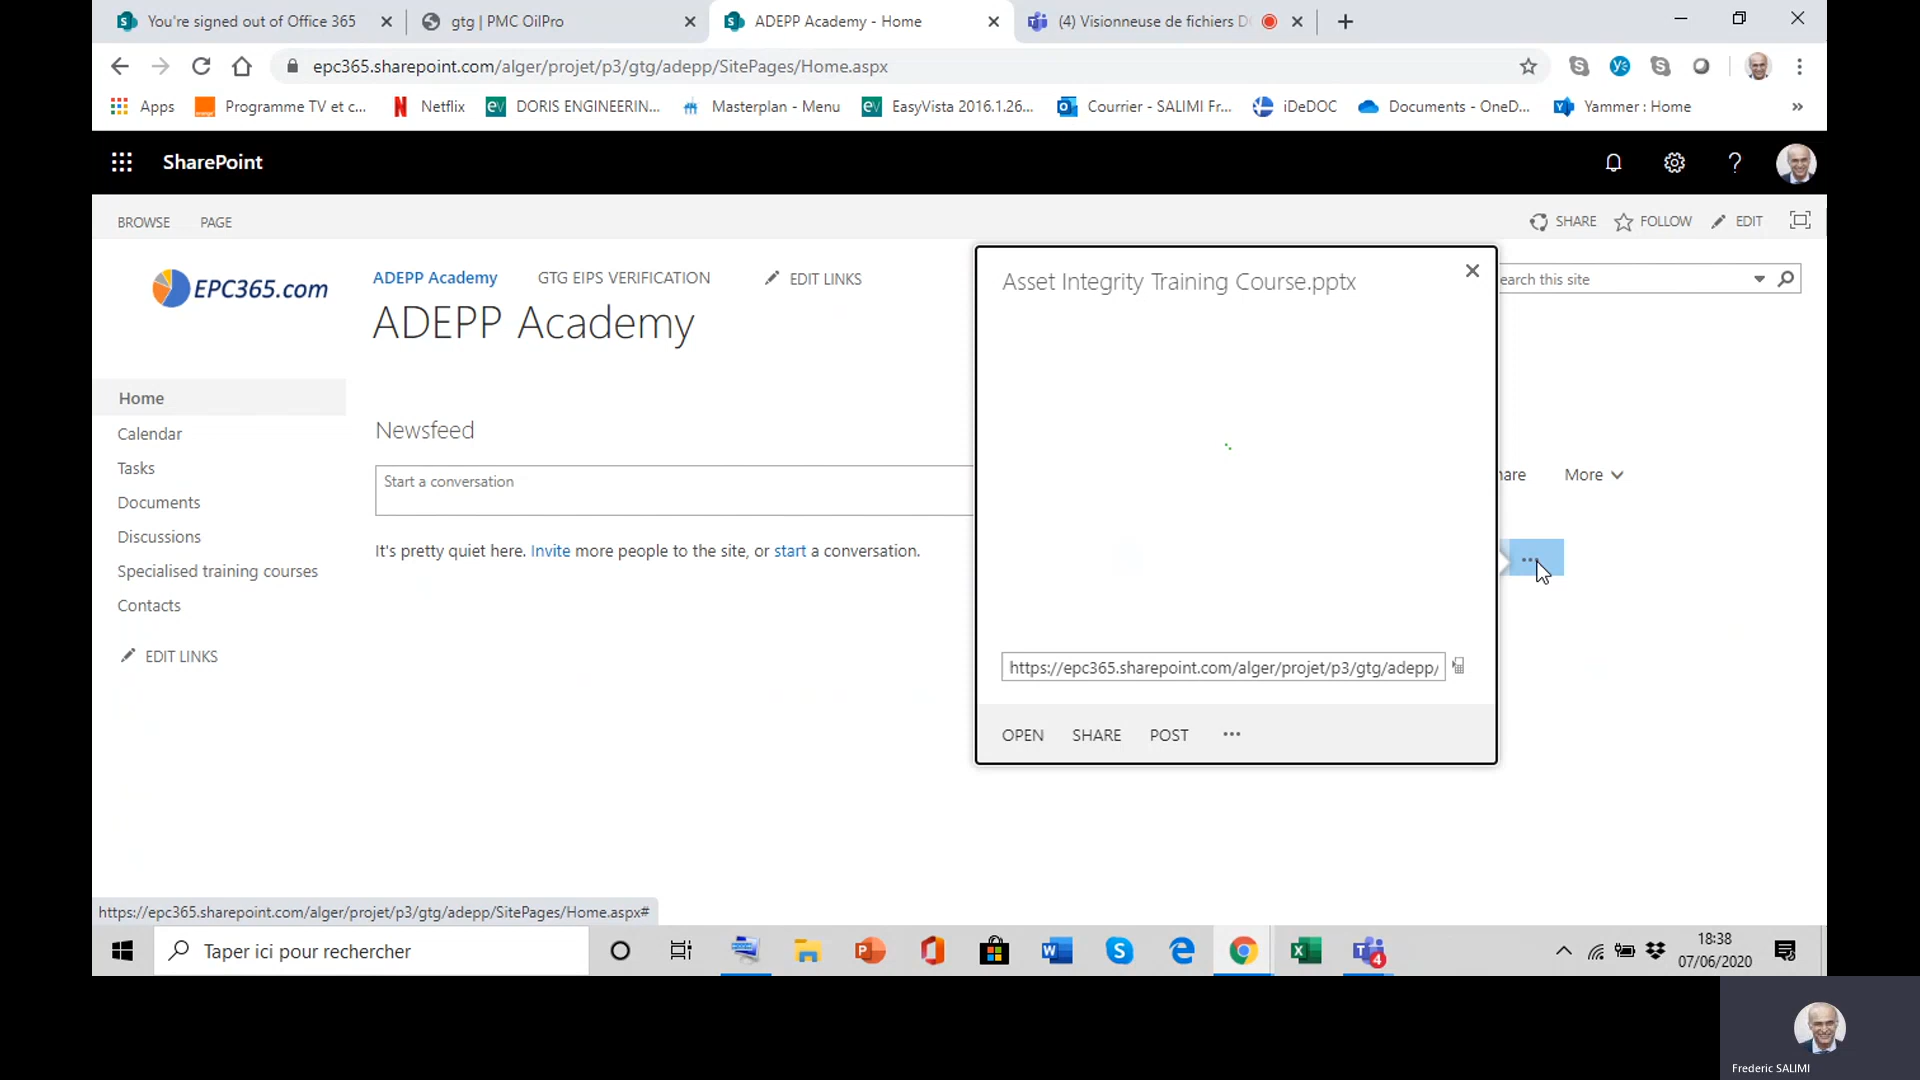 You're signed out of Office 365
gtg | PMC OilPro
ADEPP Academy - Home
(4) Visionneuse de fichiers
epc365.sharepoint.com/alger/projet/p3/gtg/adepp/SitePages/Home.aspx
Apps
Programme TV et c...
Netflix
DORIS ENGINEERIN...
Masterplan - Menu
EasyVista 2016.1.26...
Courrier - SALIMI Fr...
iDeDOC
Documents - OneD...
Yammer : Home
»
SharePoint
BROWSE
PAGE
SHARE
FOLLOW
EDIT
EPC365.com
ADEPP Academy
GTG EIPS VERIFICATION
EDIT LINKS
ADEPP Academy
Asset Integrity Training Course.pptx
earch this site
Home
Calendar
Tasks
Documents
Discussions
Specialised training courses
Contacts
EDIT LINKS
Newsfeed
Start a conversation
It's pretty quiet here. Invite more people to the site, or start a conversation.
hare
More
...
https://epc365.sharepoint.com/alger/projet/p3/gtg/adepp/
OPEN
SHARE
POST
...
https://epc365.sharepoint.com/alger/projet/p3/gtg/adepp/SitePages/Home.aspx#
Taper ici pour rechercher
4
18:38
07/06/2020
Frederic SALIMI